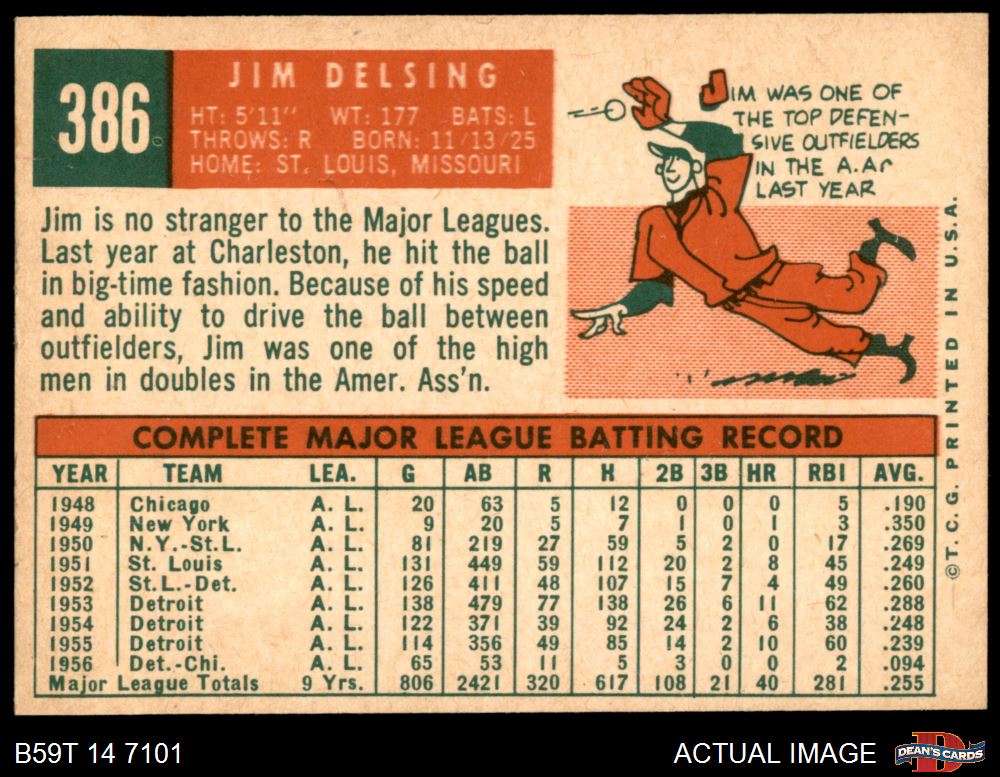 386
JIM DELSING
HT: 5'11" WT: 177 BATS: L
THROWS: R BORN: 11/13/25
HOME: ST. LOUIS, MISSOURI
Jim is no stranger to the Major Leagues.
Last year at Charleston, he hit the ball
in big-time fashion. Because of his speed
and ability to drive the ball between
outfielders, Jim was one of the high
men in doubles in the Amer. Ass'n.
JIM WAS ONE OF
THE TOP DEFEN-
SIVE OUTFIELDERS
IN THE A.A.
LAST YEAR
COMPLETE MAJOR LEAGUE BATTING RECORD
YEAR TEAM LEA. G AB R H 2B 3B HR RBI AVG.
1948 Chicago A. L. 20 63 5 12 0 0 0 5 .190
1949 New York A. L. 9 20 5 7 1 0 1 3 .350
1950 N.Y.-St.L. A. L. 81 219 27 59 5 2 0 17 .269
1951 St. Louis A. L. 131 449 59 112 20 2 8 45 .249
1952 St.L.-Det. A. L. 126 411 48 107 15 7 4 49 .260
1953 Detroit A. L. 138 479 77 138 26 6 11 62 .288
1954 Detroit A. L. 122 371 39 92 24 2 6 38 .248
1955 Detroit A. L. 114 356 49 85 14 2 10 60 .239
1956 Det.-Chi. A. L. 65 53 11 5 3 0 0 2 .094
Major League Totals 9 Yrs. 806 2421 320 617 108 21 40 281 .255
©T.C.G. PRINTED IN U.S.A.
B59T 14 7101
ACTUAL IMAGE
D
DEAN'S CARDS